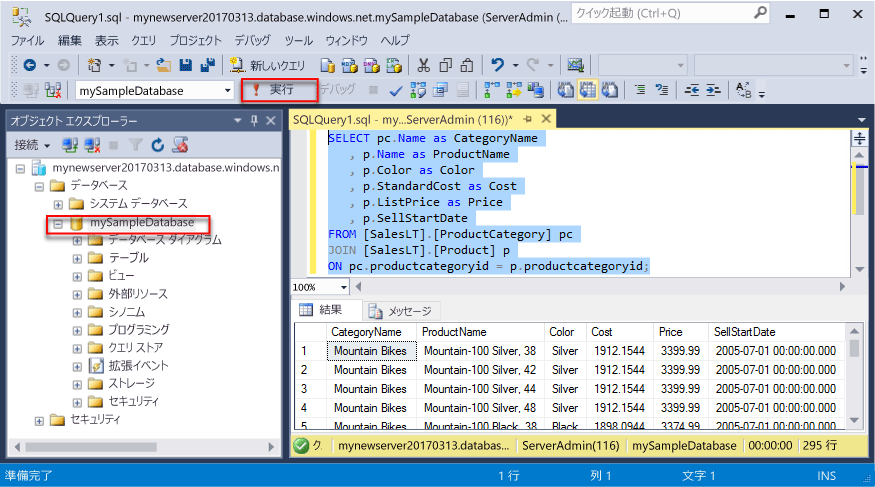 SQLQuery1.sql - mynewserver20170313.database.windows.net.mySampleDatabase (ServerAdmin (...
クイック起動 (Ctrl+Q)
ファイル 編集 表示 クエリ プロジェクト デバッグ ツール ウィンドウ ヘルプ
新しいクエリ
mySampleDatabase 実行 デバッグ
オブジェクト エクスプローラー
接続
mynewserver20170313.database.windows.n
データベース
システム データベース
mySampleDatabase
データベース ダイアグラム
テーブル
ビュー
外部リソース
シノニム
プログラミング
クエリ ストア
拡張イベント
ストレージ
セキュリティ
セキュリティ
SQLQuery1.sql - my...ServerAdmin (116))*
SELECT pc.Name as CategoryName
, p.Name as ProductName
, p.Color as Color
, p.StandardCost as Cost
, p.ListPrice as Price
, p.SellStartDate
FROM [SalesLT].[ProductCategory] pc
JOIN [SalesLT].[Product] p
ON pc.productcategoryid = p.productcategoryid;
100%
結果 メッセージ
CategoryName ProductName Color Cost Price SellStartDate
1 Mountain Bikes Mountain-100 Silver, 38 Silver 1912.1544 3399.99 2005-07-01 00:00:00.000
2 Mountain Bikes Mountain-100 Silver, 42 Silver 1912.1544 3399.99 2005-07-01 00:00:00.000
3 Mountain Bikes Mountain-100 Silver, 44 Silver 1912.1544 3399.99 2005-07-01 00:00:00.000
4 Mountain Bikes Mountain-100 Silver, 48 Silver 1912.1544 3399.99 2005-07-01 00:00:00.000
5 Mountain Bikes Mountain-100 Black, 38 Black 1898.0944 3374.99 2005-07-01 00:00:00.000
ク mynewserver20170313.databas... ServerAdmin(116) mySampleDatabase 00:00:00 295 行
準備完了 1 行 列 1 文字 1 INS